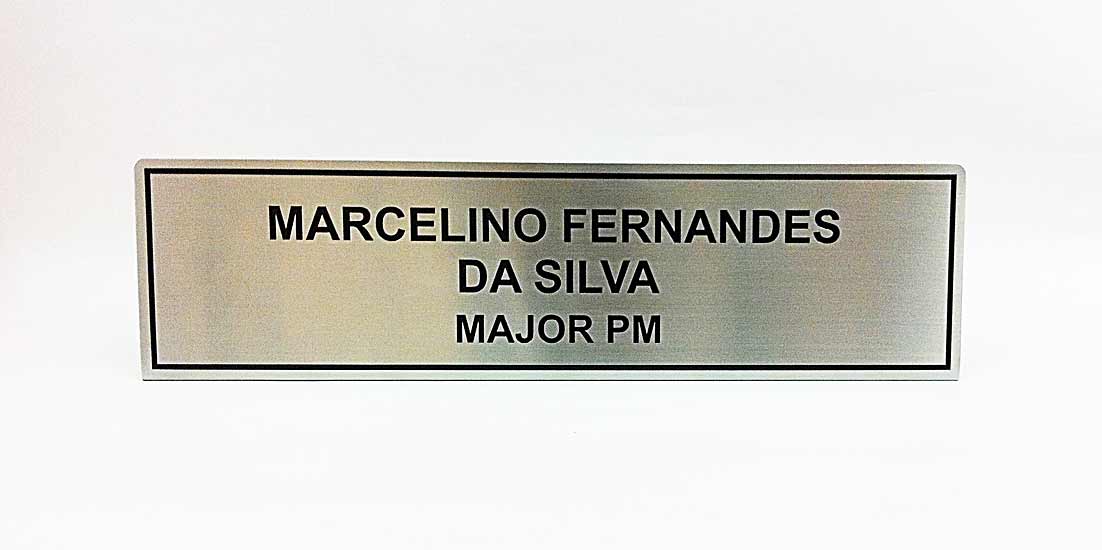 MARCELINO FERNANDES
DA SILVA
MAJOR PM